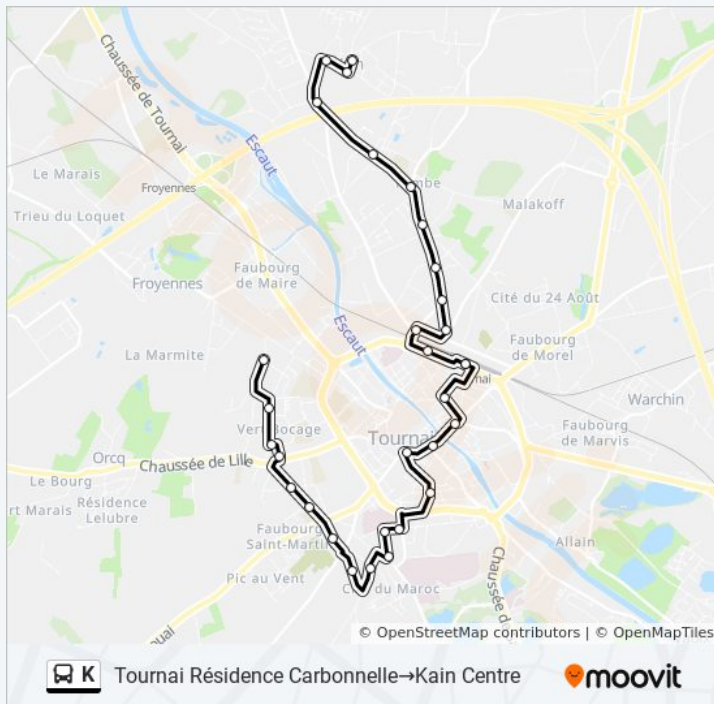 Chaussée de Tournai
Escaut
Le Marais
Froyennes
Trieu du Loquet
Malakoff
Froyennes
Faubourg
de Maire
Cité du 24 Août
Escaut
Faubourg
de Morel
La Marmite
Warchin
Faubourg
de Marvis
Tournai
Orcq
Chaussée de Lille
Le Bourg
Résidence
Lelubre
Faubourg
Allain
Pic au Vent
Chaussée de
© OpenStreetMap contributors | © OpenMapTiles
K Tournai Résidence Carbonnelle→Kain Centre
moovit